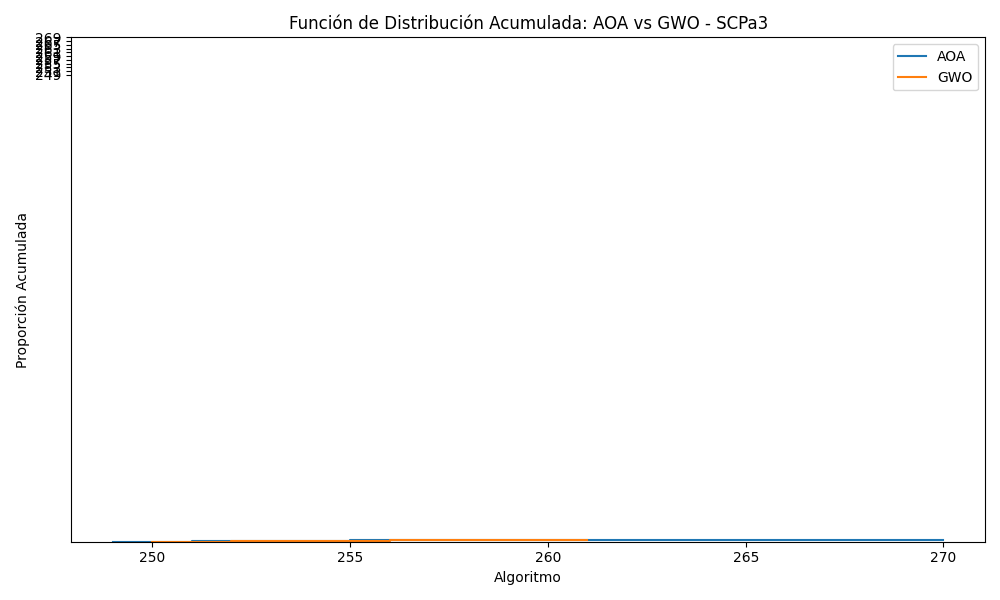 Función de Distribución Acumulada: AOA vs GWO - SCPa3
269
249
Proporción Acumulada
AOA
GWO
250 255 260 265 270
Algoritmo